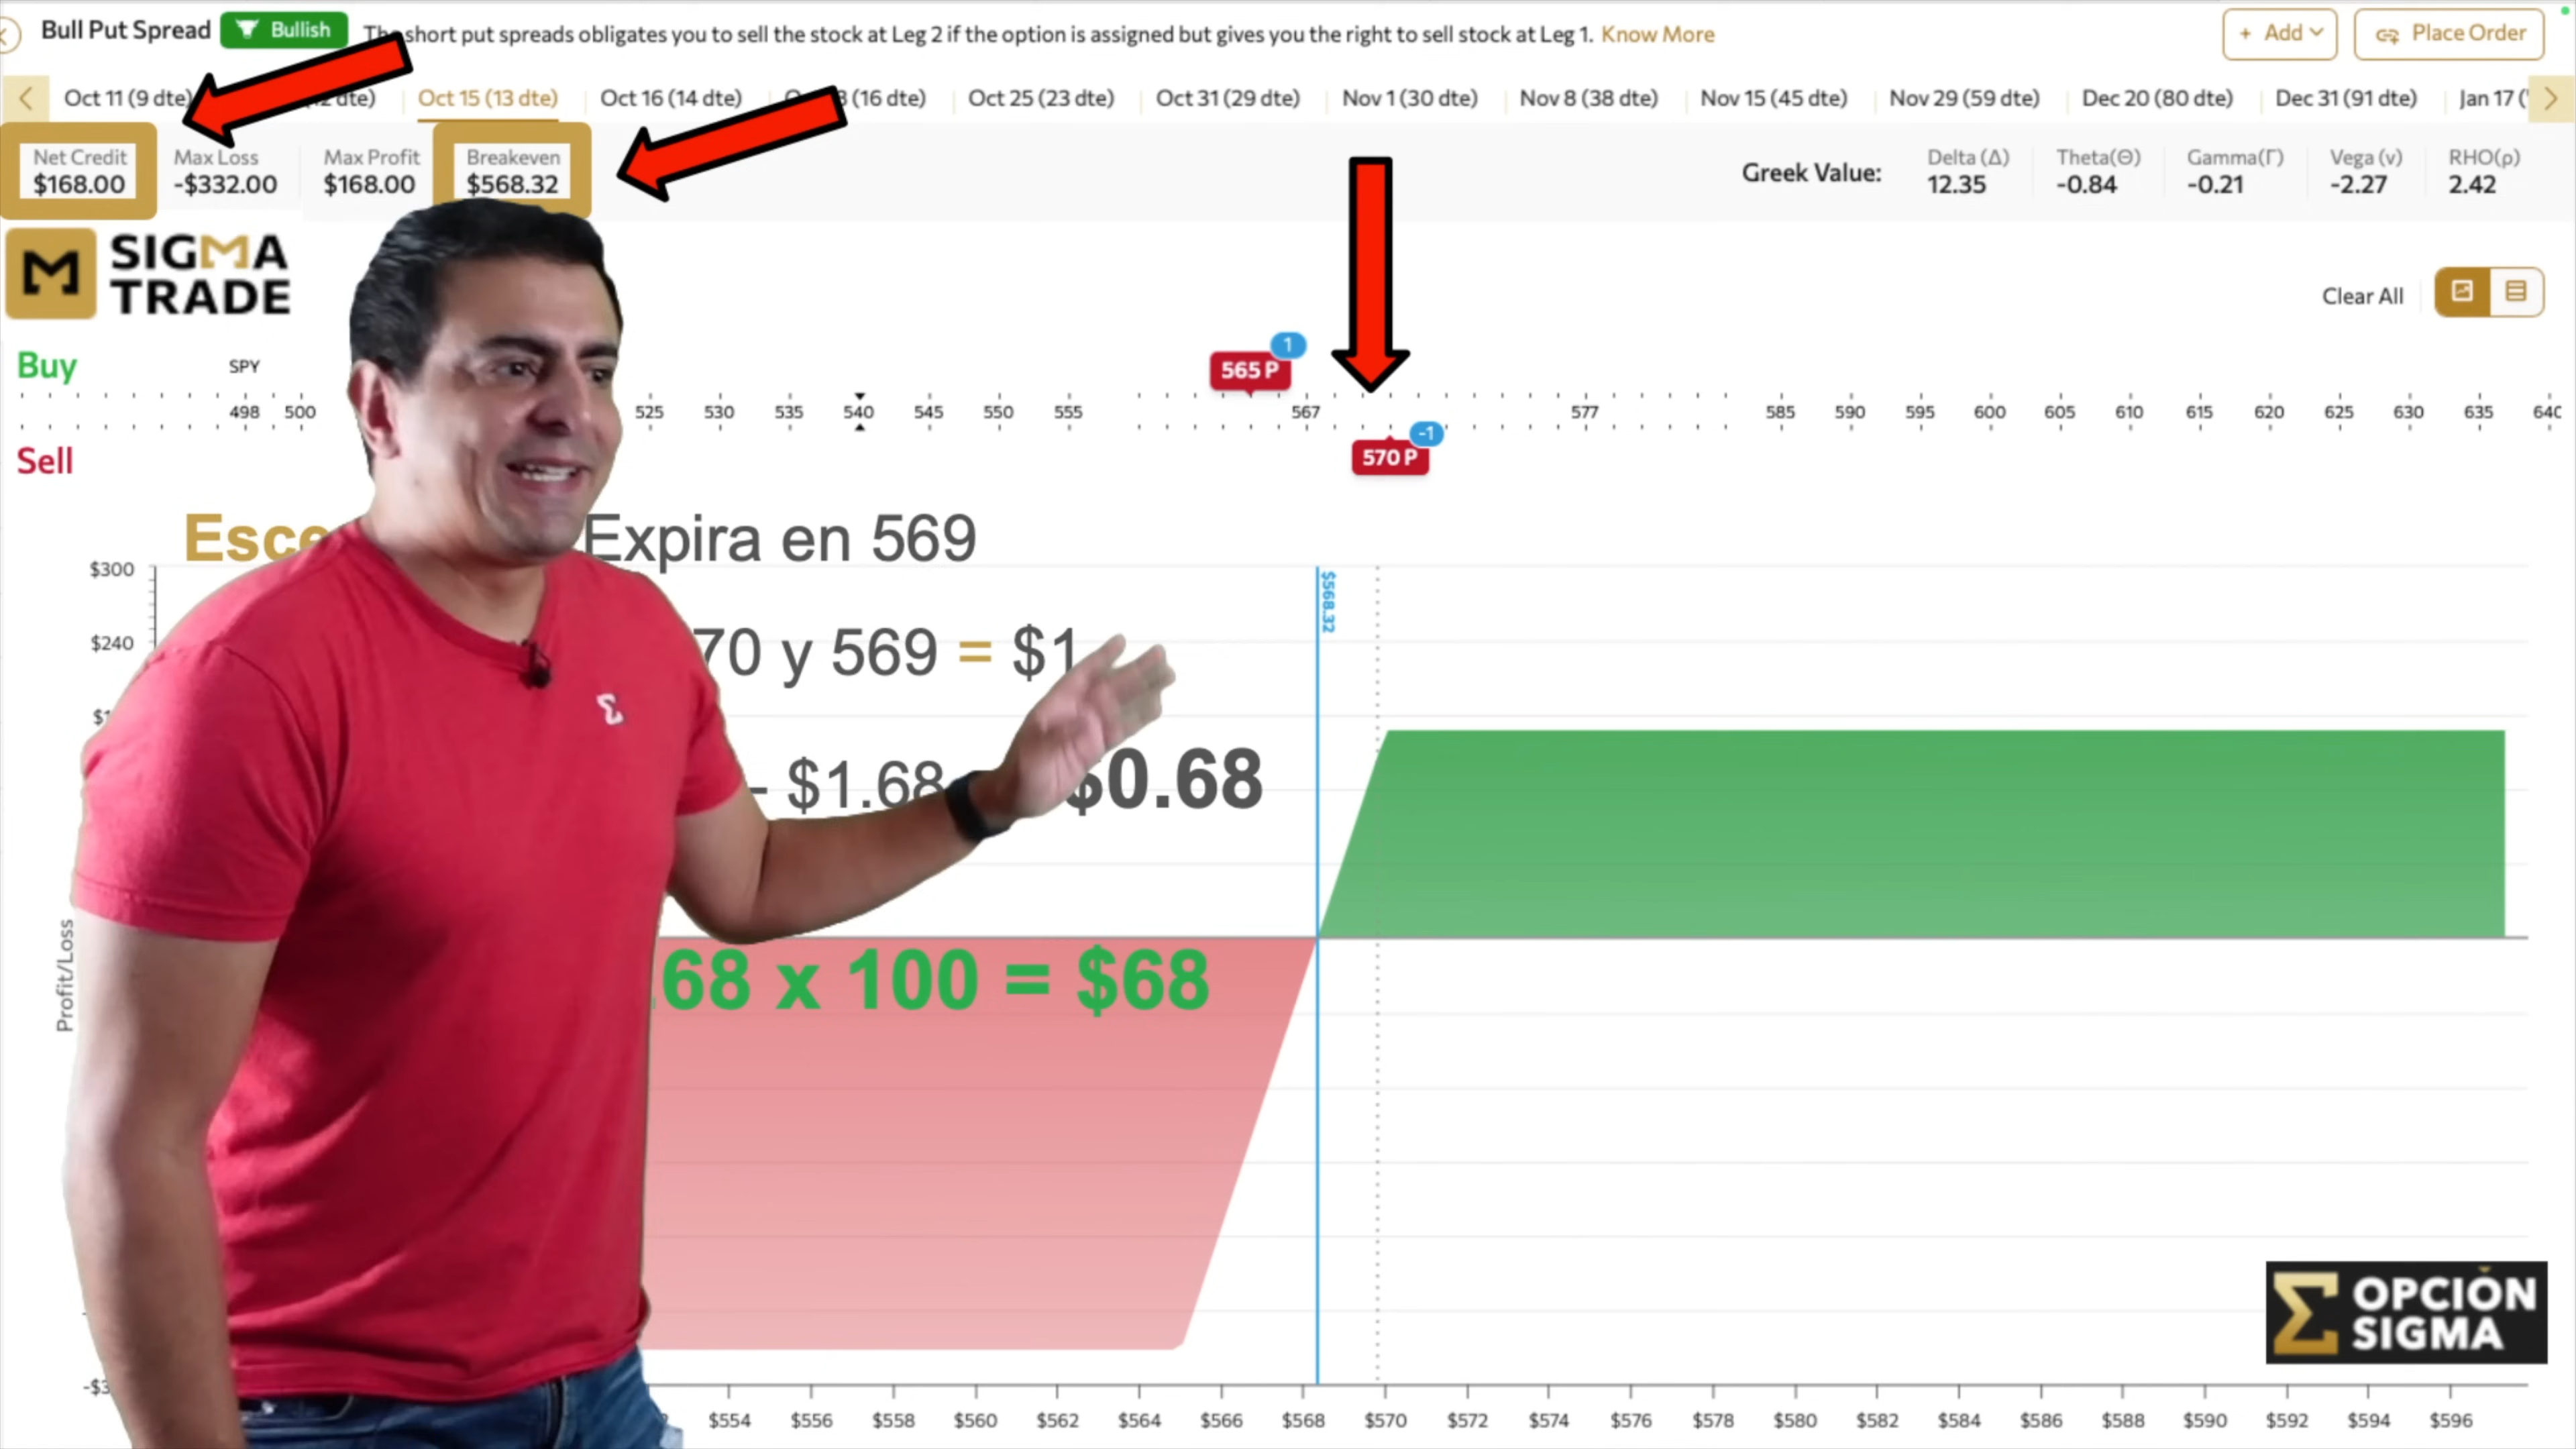 Bull Put Spread Bullish The short put spreads obligates you to sell the stock at Leg 2 if the option is assigned but gives you the right to sell stock at Leg 1. Know More
+ Add Place Order
Oct 11 (9 dte) dte) Oct 15 (13 dte) Oct 16 (14 dte) (16 dte) Oct 25 (23 dte) Oct 31 (29 dte) Nov 1 (30 dte) Nov 8 (38 dte) Nov 15 (45 dte) Nov 29 (59 dte) Dec 20 (80 dte) Dec 31 (91 dte) Jan 17 (
Net Credit Max Loss Max Profit Breakeven
$168.00 -$332.00 $168.00 $568.32
Greek Value:
Delta (Δ) Theta(Θ) Gamma(Γ) Vega (v) RHO(ρ)
12.35 -0.84 -0.21 -2.27 2.42
SIGMA
TRADE
Clear All
Buy SPY 565 P 1
498 500 525 530 535 540 545 550 555 567 577 585 590 595 600 605 610 615 620 625 630 635 640
Sell 570 P -1
Esce Expira en 569
70 y 569 = $1
- $1.68 $0.68
.68 x 100 = $68
$300
$240
Profit/Loss
$568.32
$554 $556 $558 $560 $562 $564 $566 $568 $570 $572 $574 $576 $578 $580 $582 $584 $586 $588 $590 $592 $594 $596
OPCIÓN
SIGMA